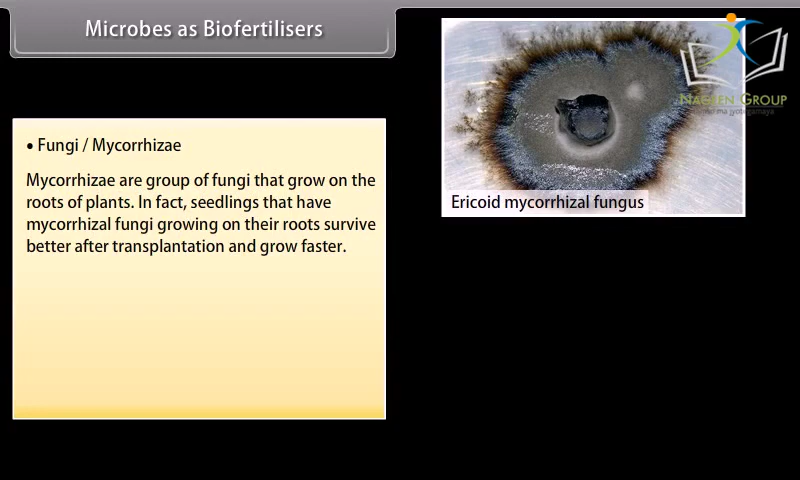 Microbes as Biofertilisers
• Fungi / Mycorrhizae
Mycorrhizae are group of fungi that grow on the
roots of plants. In fact, seedlings that have
mycorrhizal fungi growing on their roots survive
better after transplantation and grow faster.
Ericoid mycorrhizal fungus
Group